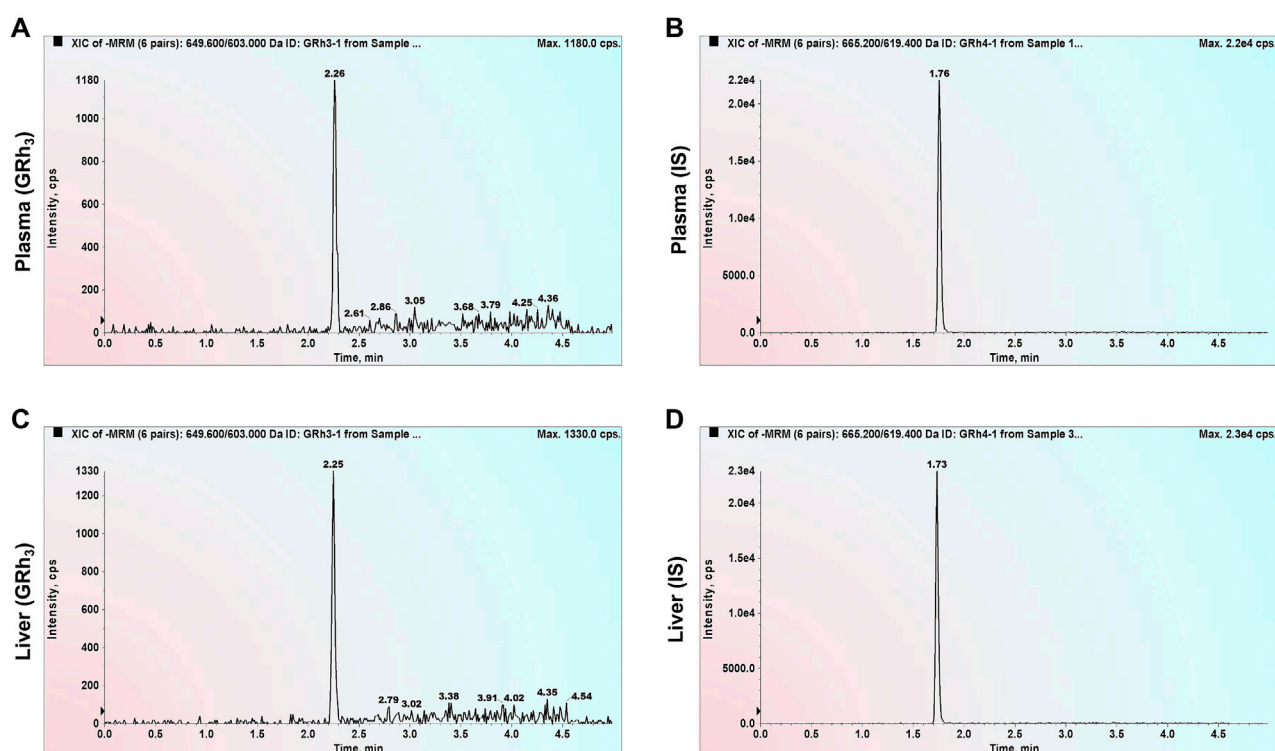 A
XIC of -MRM (6 pairs): 649.600/603.000 Da ID: GRh3-1 from Sample ...
Max. 1180.0 cps.
Plasma (GRh₃)
Intensity, cps
1180
1000
800
600
400
200
0
2.26
2.61
2.86
3.05
3.68
3.79
4.25
4.36
0.0 0.5 1.0 1.5 2.0 2.5 3.0 3.5 4.0 4.5
Time, min
B
XIC of -MRM (6 pairs): 665.200/619.400 Da ID: GRh4-1 from Sample 1...
Max. 2.2e4 cps.
Plasma (IS)
Intensity, cps
2.2e4
2.0e4
1.5e4
1.0e4
5000.0
0.0
1.76
0.0 0.5 1.0 1.5 2.0 2.5 3.0 3.5 4.0 4.5
Time, min
C
XIC of -MRM (6 pairs): 649.600/603.000 Da ID: GRh3-1 from Sample ...
Max. 1330.0 cps.
Liver (GRh₃)
Intensity, cps
1330
1200
1000
800
600
400
200
0
2.25
2.79
3.02
3.38
3.91
4.02
4.35
4.54
0.0 0.5 1.0 1.5 2.0 2.5 3.0 3.5 4.0 4.5
Time, min
D
XIC of -MRM (6 pairs): 665.200/619.400 Da ID: GRh4-1 from Sample 3...
Max. 2.3e4 cps.
Liver (IS)
Intensity, cps
2.3e4
2.0e4
1.5e4
1.0e4
5000.0
0.0
1.73
0.0 0.5 1.0 1.5 2.0 2.5 3.0 3.5 4.0 4.5
Time, min